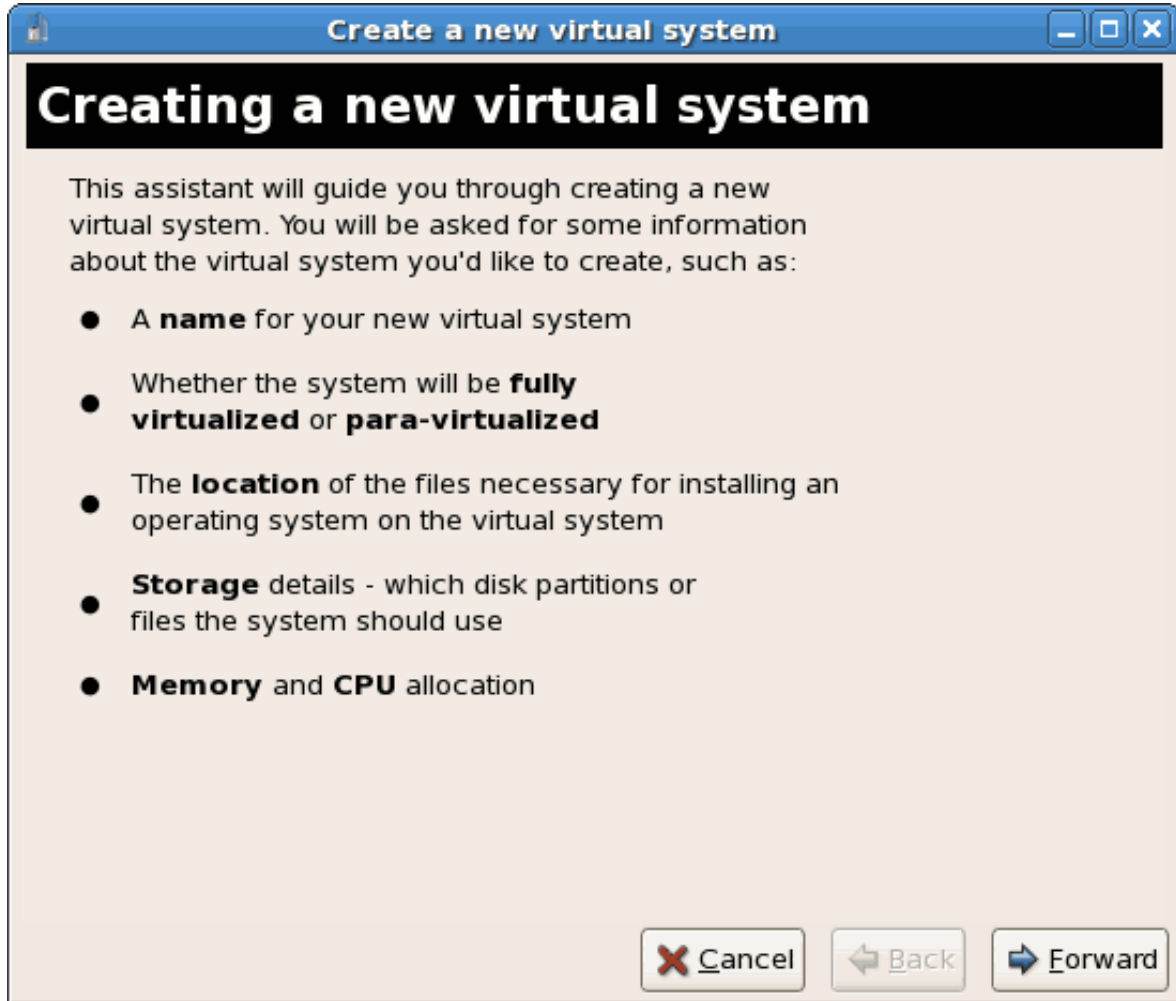 Create a new virtual system
Creating a new virtual system
This assistant will guide you through creating a new
virtual system. You will be asked for some information
about the virtual system you'd like to create, such as:
● A name for your new virtual system
● Whether the system will be fully
virtualized or para-virtualized
● The location of the files necessary for installing an
operating system on the virtual system
● Storage details - which disk partitions or
files the system should use
● Memory and CPU allocation
Cancel Back Forward